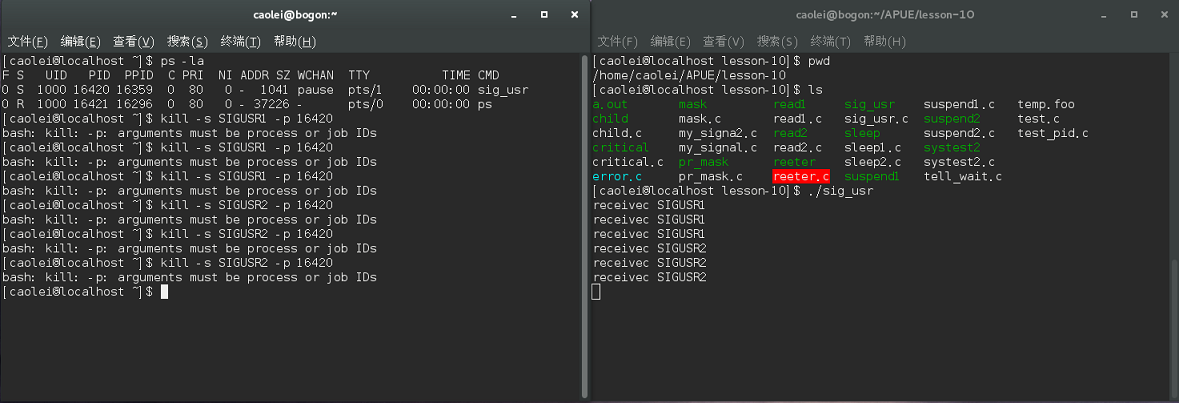 caolei@bogon:~
文件(F) 编辑(E) 查看(V) 搜索(S) 终端(T) 帮助(H)
[caolei@localhost ~]$ ps -la
F S   UID   PID  PPID  C PRI  NI ADDR SZ WCHAN  TTY          TIME CMD
0 S  1000 16420 16359  0  80   0 -  1041 pause  pts/1    00:00:00 sig_usr
0 R  1000 16421 16296  0  80   0 - 37226 -      pts/0    00:00:00 ps
[caolei@localhost ~]$ kill -s SIGUSR1 -p 16420
bash: kill: -p: arguments must be process or job IDs
[caolei@localhost ~]$ kill -s SIGUSR1 -p 16420
bash: kill: -p: arguments must be process or job IDs
[caolei@localhost ~]$ kill -s SIGUSR1 -p 16420
bash: kill: -p: arguments must be process or job IDs
[caolei@localhost ~]$ kill -s SIGUSR2 -p 16420
bash: kill: -p: arguments must be process or job IDs
[caolei@localhost ~]$ kill -s SIGUSR2 -p 16420
bash: kill: -p: arguments must be process or job IDs
[caolei@localhost ~]$ kill -s SIGUSR2 -p 16420
bash: kill: -p: arguments must be process or job IDs
[caolei@localhost ~]$
caolei@bogon:~/APUE/lesson-10
文件(F) 编辑(E) 查看(V) 搜索(S) 终端(T) 帮助(H)
[caolei@localhost lesson-10]$ pwd
/home/caolei/APUE/lesson-10
[caolei@localhost lesson-10]$ ls
a.out       mask        read1     sig_usr    suspend1.c  temp.foo
child       mask.c      read1.c   sig_usr.c  suspend2    test.c
child.c     my_signa2.c read2     sleep      suspend2.c  test_pid.c
critical    my_signal.c read2.c   sleep1.c   systest2
critical.c  pr_mask     reeter    sleep2.c   systest2.c
error.c     pr_mask.c   reeter.c  suspend1   tell_wait.c
[caolei@localhost lesson-10]$ ./sig_usr
receivec SIGUSR1
receivec SIGUSR1
receivec SIGUSR1
receivec SIGUSR2
receivec SIGUSR2
receivec SIGUSR2